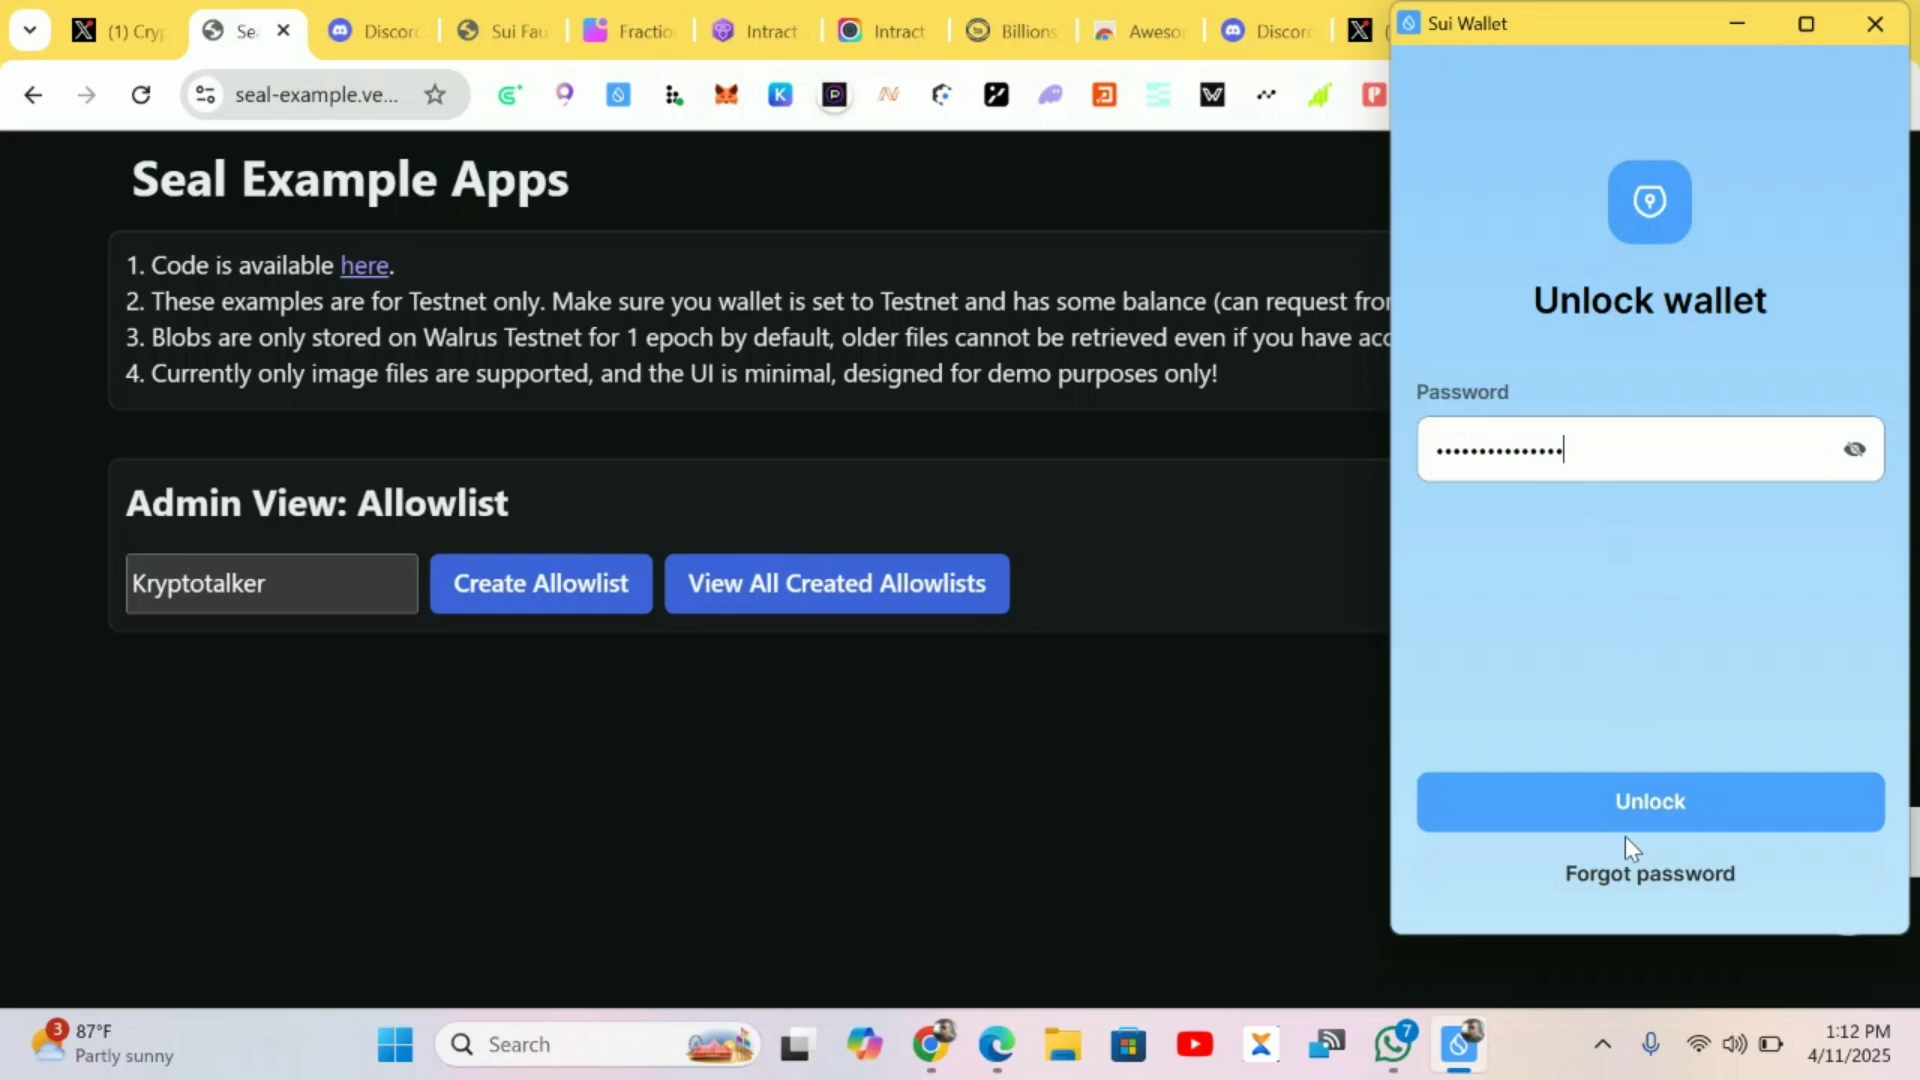 (1) Cry
Se
Discor
Sui Fau
Fractio
Intract
Intract
Billions
Aweso
Discor
Sui Wallet
seal-example.ve...
Seal Example Apps
1. Code is available here.
2. These examples are for Testnet only. Make sure you wallet is set to Testnet and has some balance (can request fro
3. Blobs are only stored on Walrus Testnet for 1 epoch by default, older files cannot be retrieved even if you have acc
4. Currently only image files are supported, and the UI is minimal, designed for demo purposes only!
Admin View: Allowlist
Kryptotalker
Create Allowlist
View All Created Allowlists
Unlock wallet
Password
Unlock
Forgot password
3
87°F
Partly sunny
Search
7
1:12 PM
4/11/2025